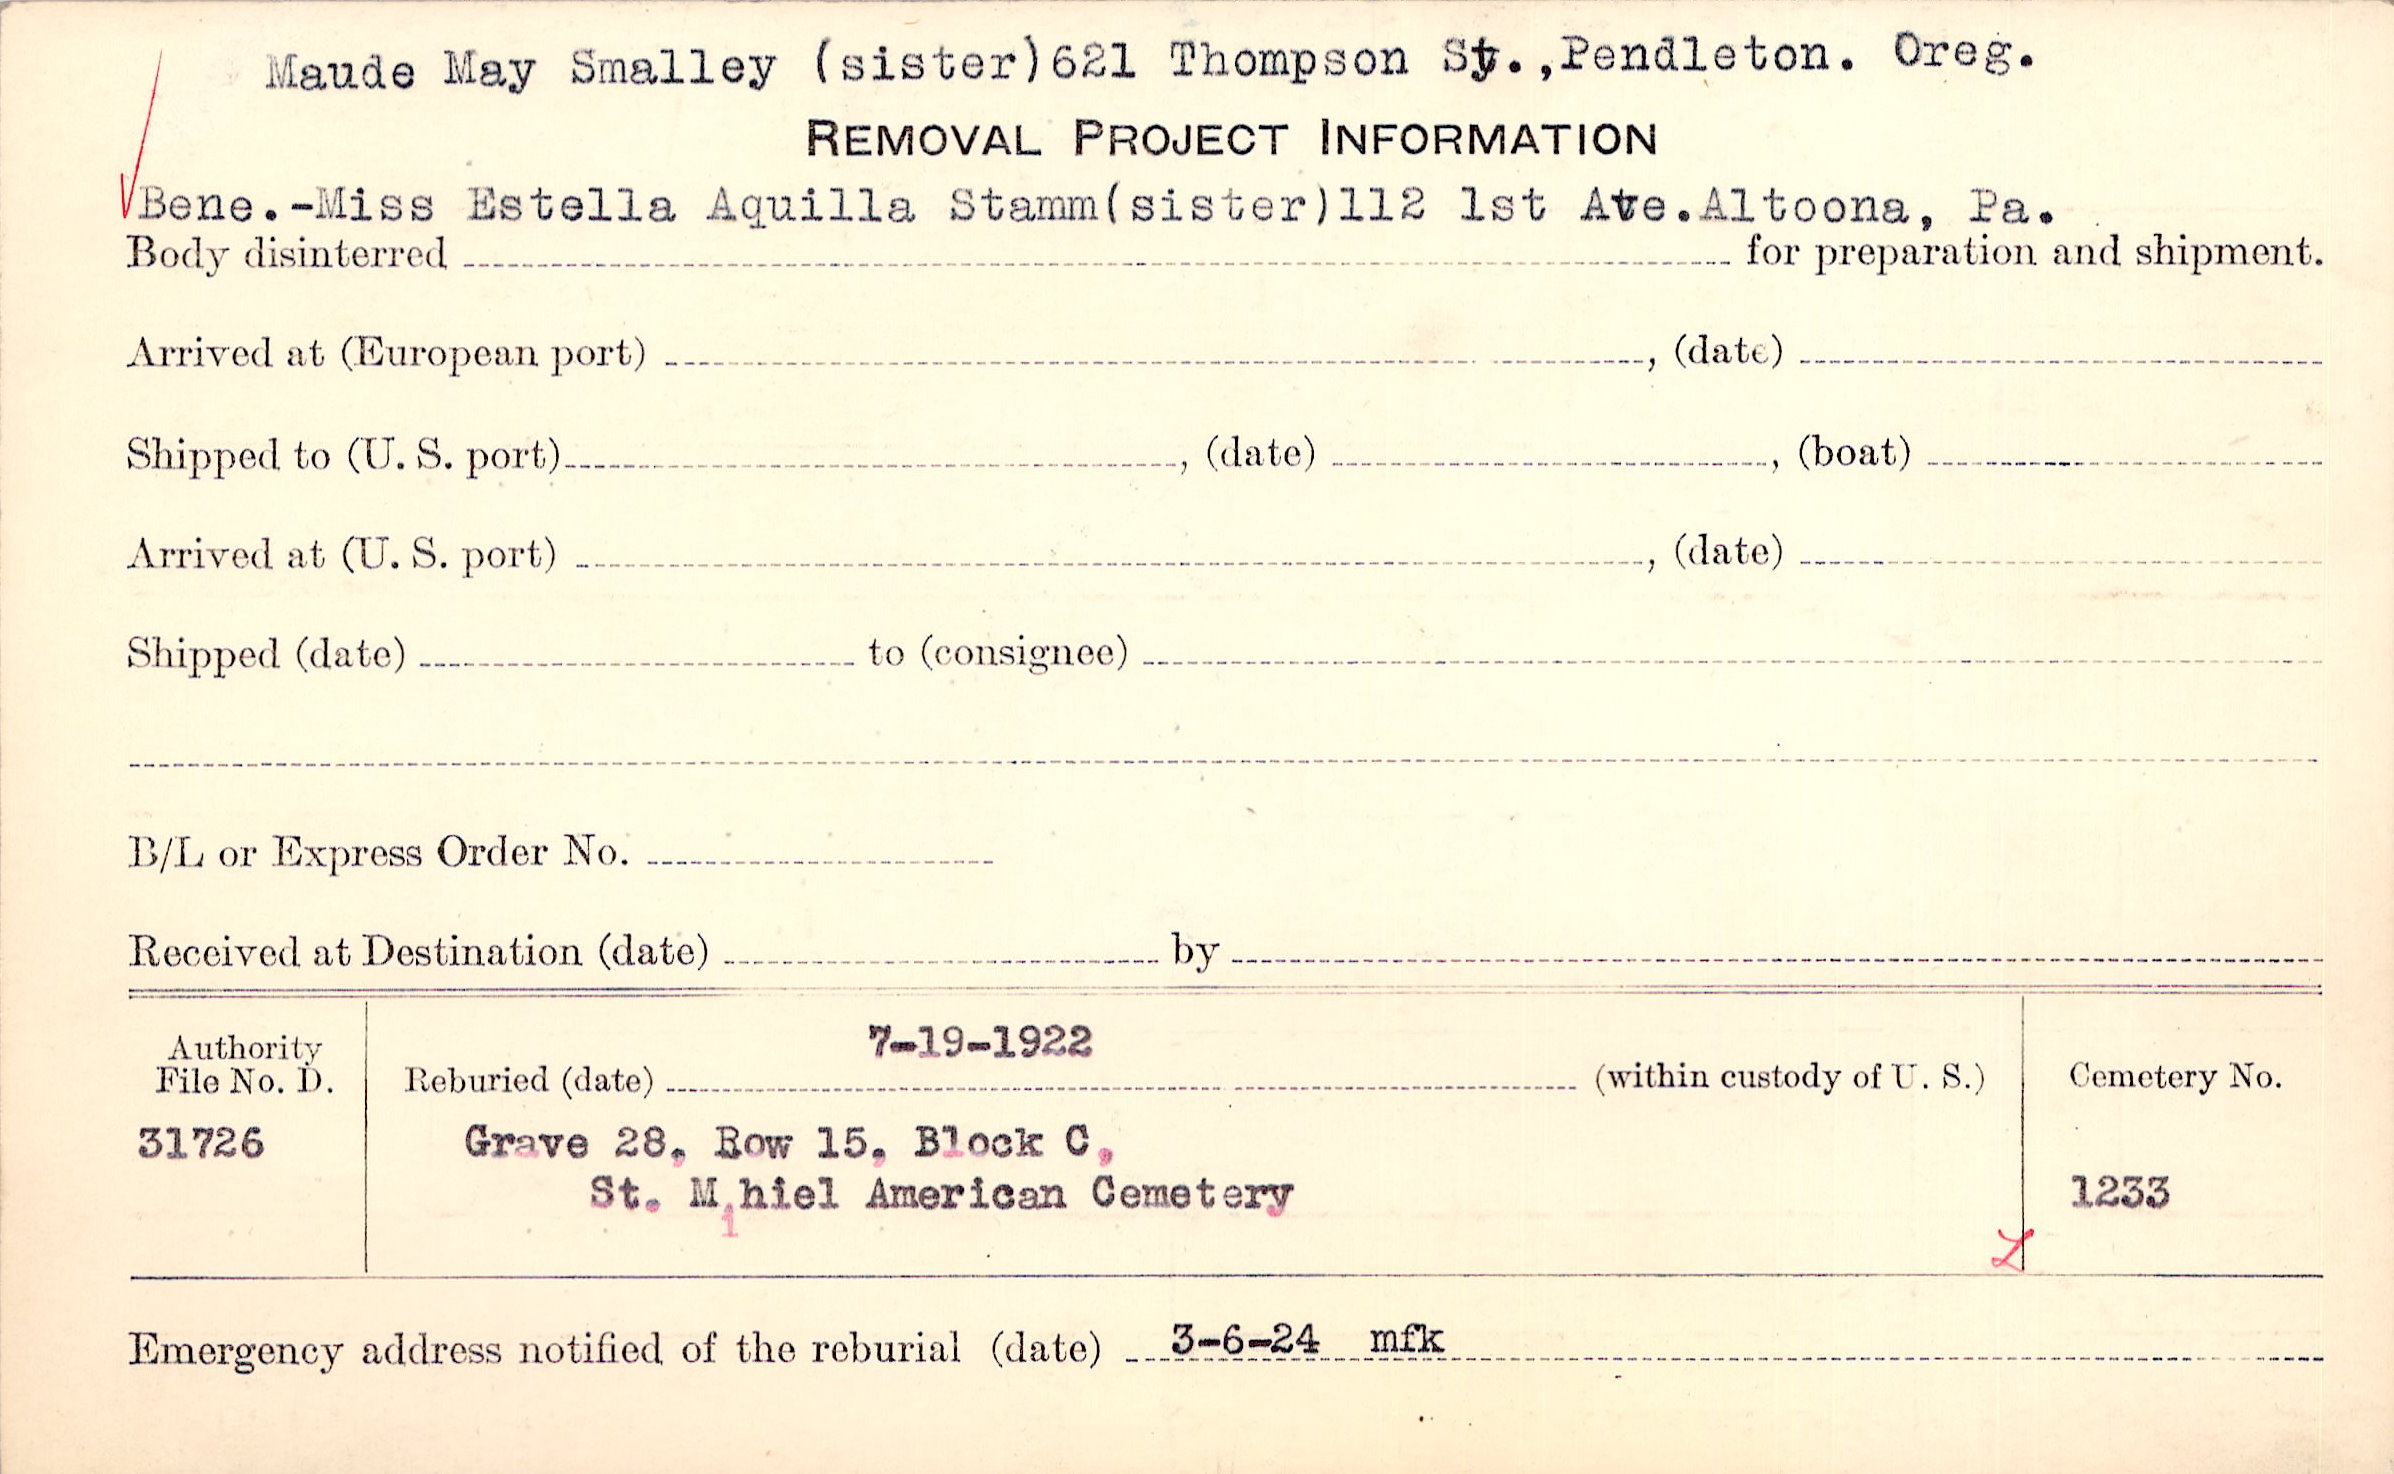 Maude May Smalley (sister)621 Thompson St.,Pendleton. Oreg.
REMOVAL PROJECT INFORMATION
Bene.-Miss Estella Aquilla Stamm(sister)112 1st Ave.Altoona, Pa.
Body disinterred for preparation and shipment.
Arrived at (European port) , (date)
Shipped to (U. S. port) , (date) , (boat)
Arrived at (U. S. port) , (date)
Shipped (date) to (consignee)
B/L or Express Order No.
Received at Destination (date) by
Authority
File No. D.
31726
7-19-1922
Reburied (date) (within custody of U. S.)
Grave 28, Row 15, Block C,
St. Mihiel American Cemetery
Cemetery No.
1233
L
Emergency address notified of the reburial (date) 3-6-24 mfk